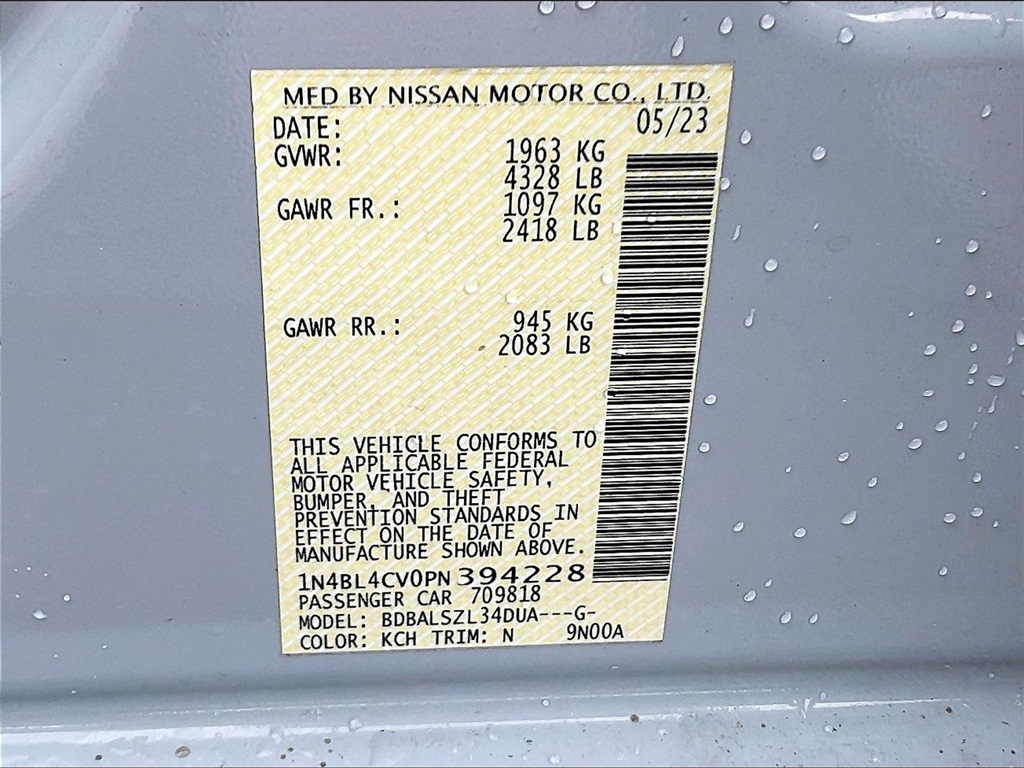 MFD BY NISSAN MOTOR CO., LTD.
DATE: 05/23
GVWR: 1963 KG
4328 LB
GAWR FR.: 1097 KG
2418 LB
GAWR RR.: 945 KG
2083 LB
THIS VEHICLE CONFORMS TO
ALL APPLICABLE FEDERAL
MOTOR VEHICLE SAFETY,
BUMPER, AND THEFT
PREVENTION STANDARDS IN
EFFECT ON THE DATE OF
MANUFACTURE SHOWN ABOVE.
1N4BL4CV0PN 394228
PASSENGER CAR 709818
MODEL: BDBALSZL34DUA---G-
COLOR: KCH TRIM: N 9N00A